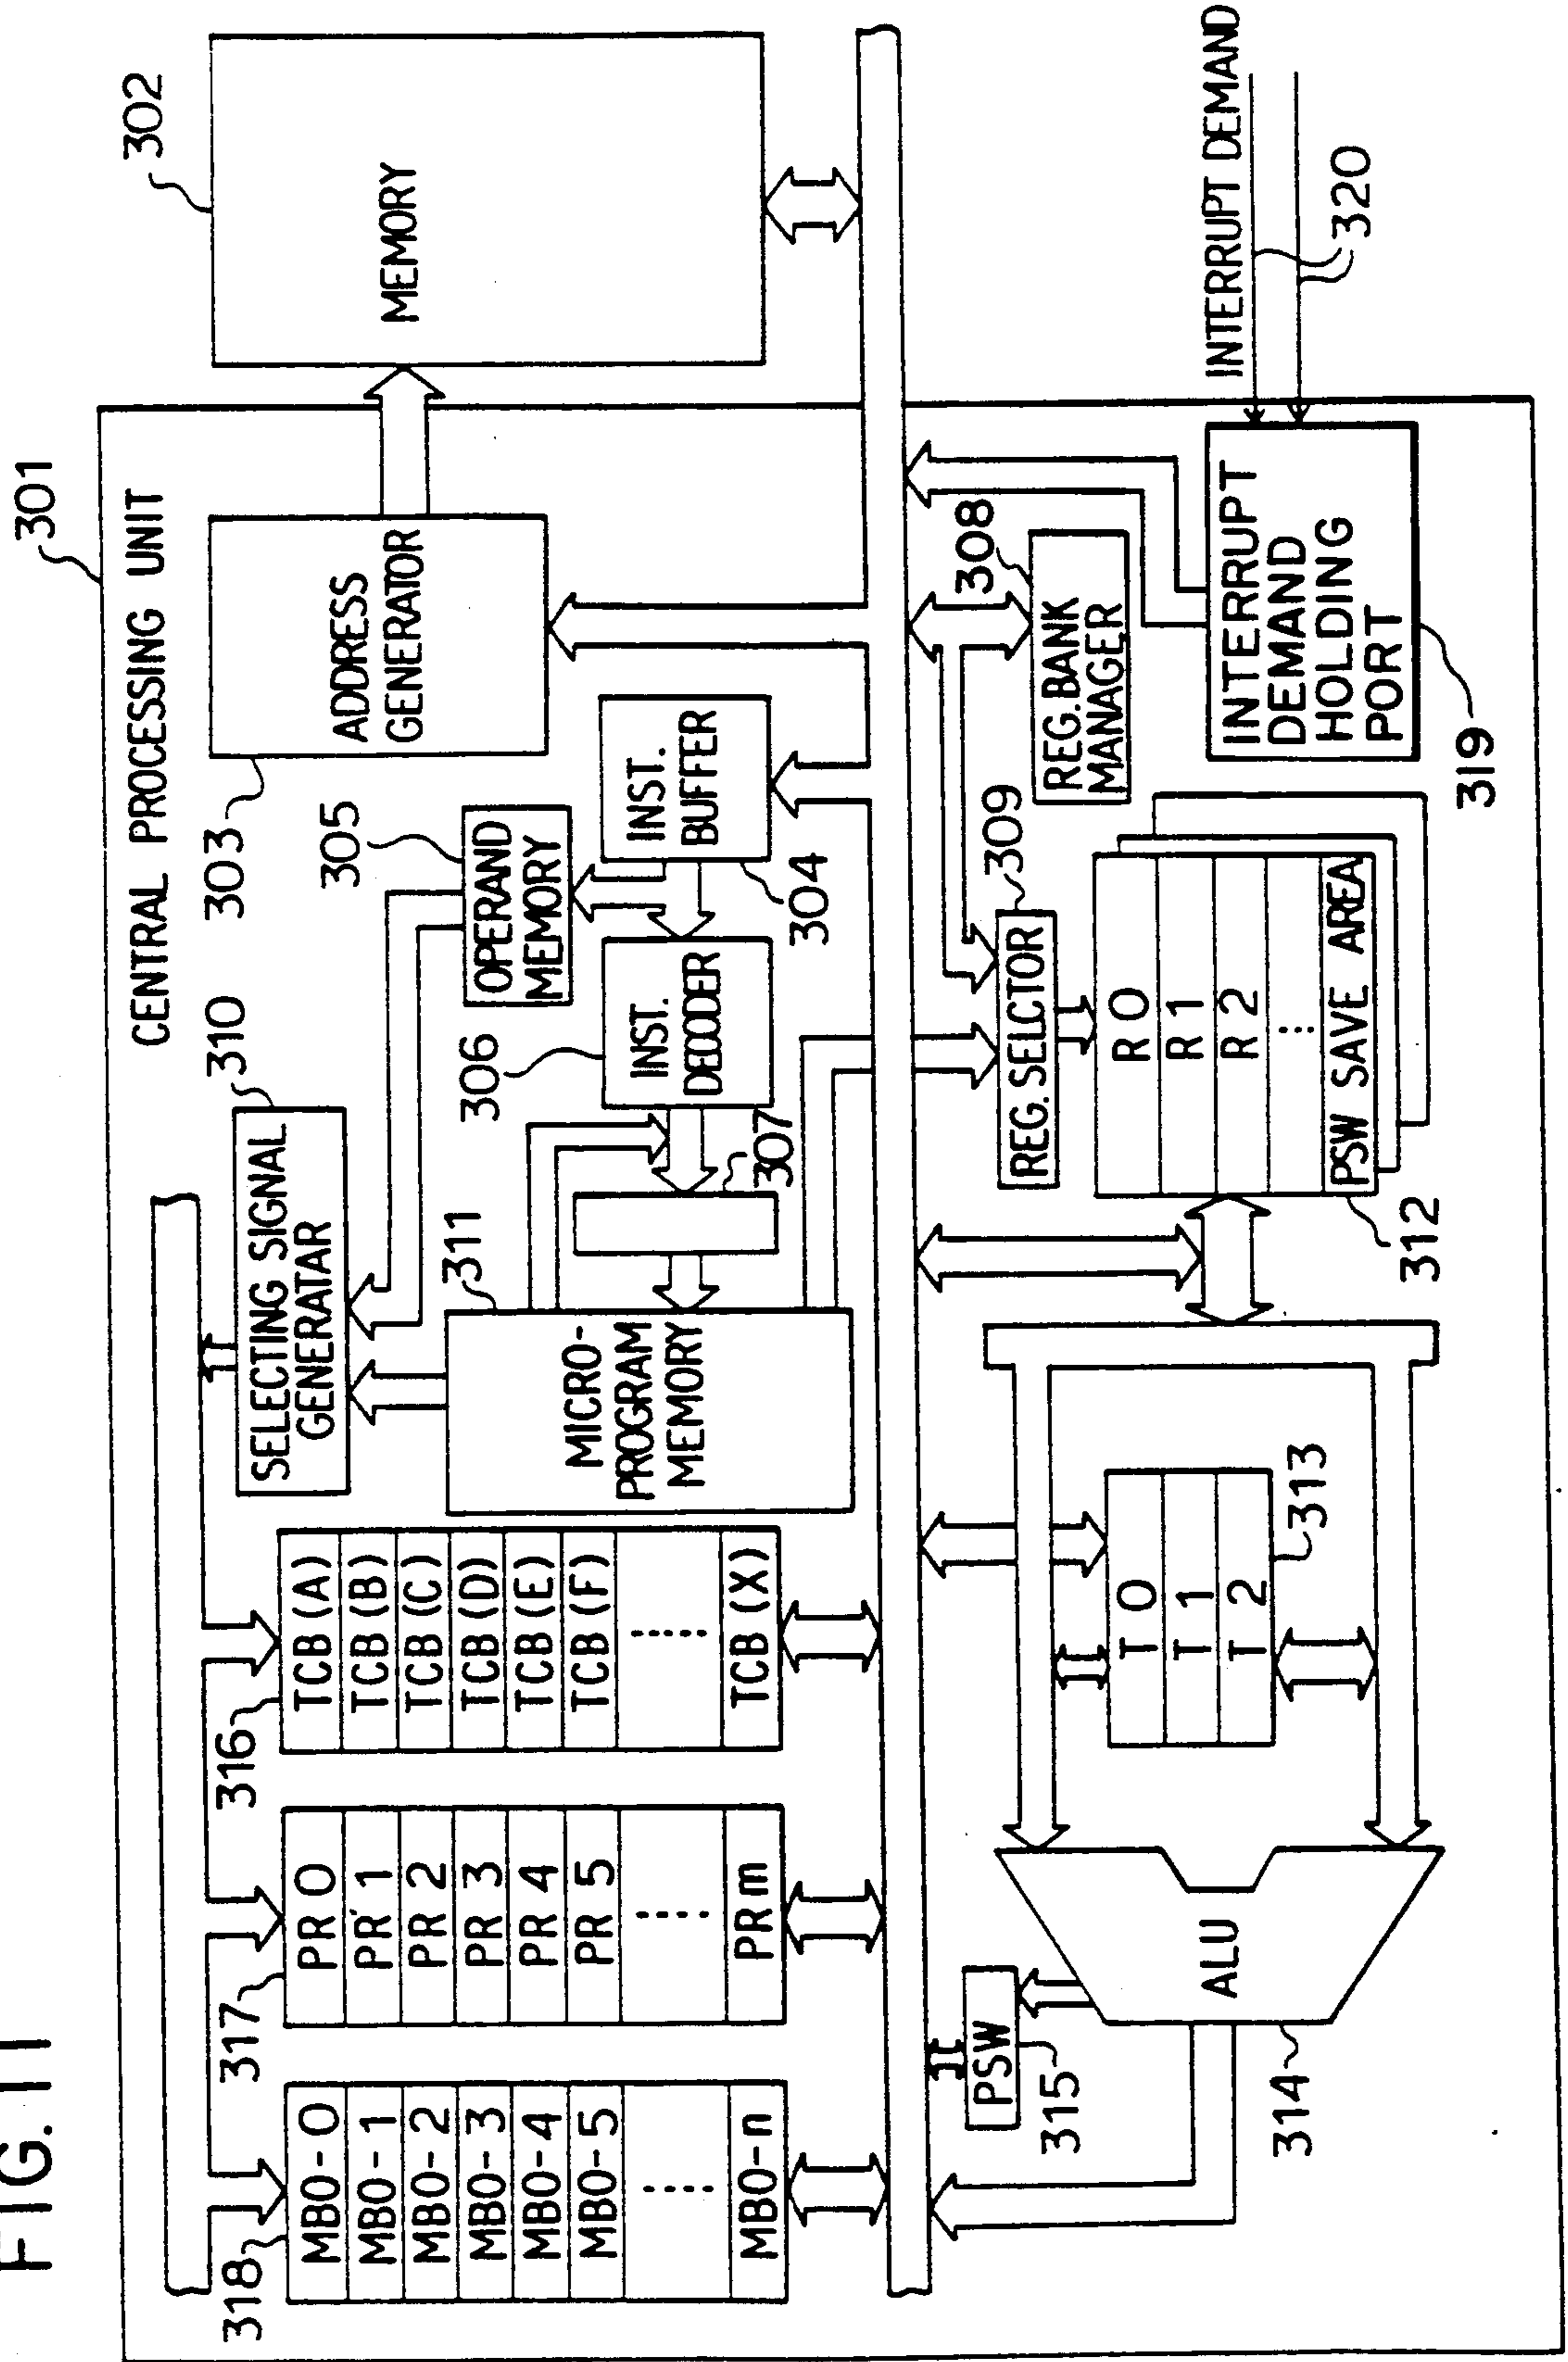 FIG. 11
301
CENTRAL PROCESSING UNIT
302
MEMORY
303
ADDRESS
GENERATOR
310
SELECTING SIGNAL
GENERATAR
305
OPERAND
MEMORY
INST.
BUFFER
304
306
INST.
DECODER
307
311
MICRO-
PROGRAM
MEMORY
316
TCB (A)
TCB (B)
TCB (C)
TCB (D)
TCB (E)
TCB (F)
TCB (X)
317
PR 0
PR 1
PR 2
PR 3
PR 4
PR 5
PR m
318
MBO-0
MBO-1
MBO-2
MBO-3
MBO-4
MBO-5
MBO-n
PSW
315
ALU
314
T 0
T 1
T 2
313
309
REG. SELCTOR
R 0
R 1
R 2
PSW SAVE AREA
312
308
REG. BANK
MANAGER
INTERRUPT
DEMAND
HOLDING
PORT
319
INTERRUPT DEMAND
320